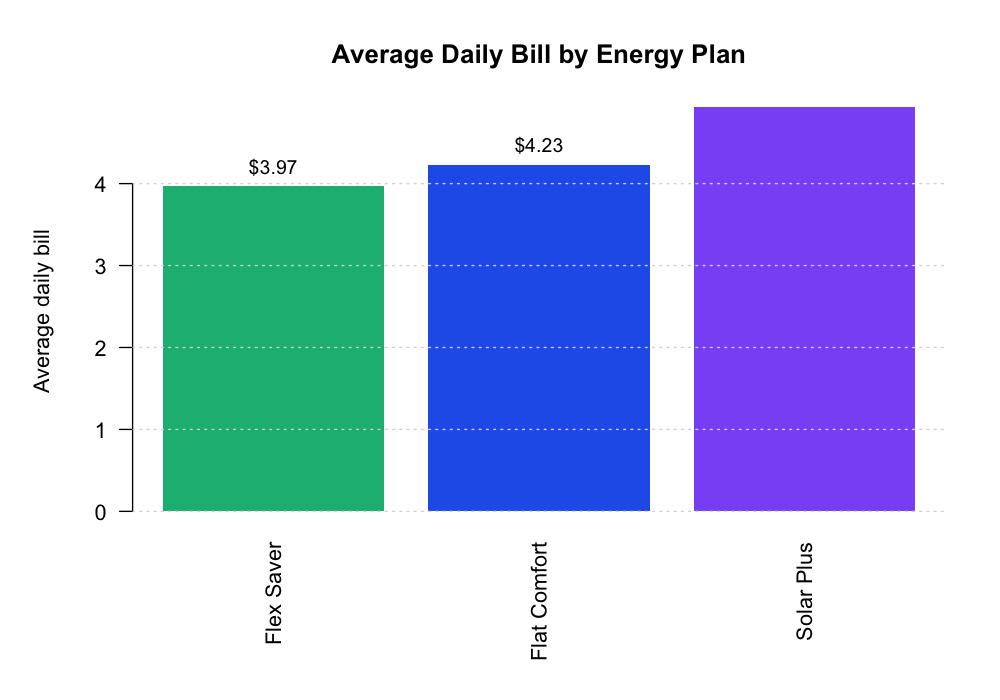 Average Daily Bill by Energy Plan
$3.97
$4.23
4
3
2
1
0
Average daily bill
Flex Saver
Flat Comfort
Solar Plus